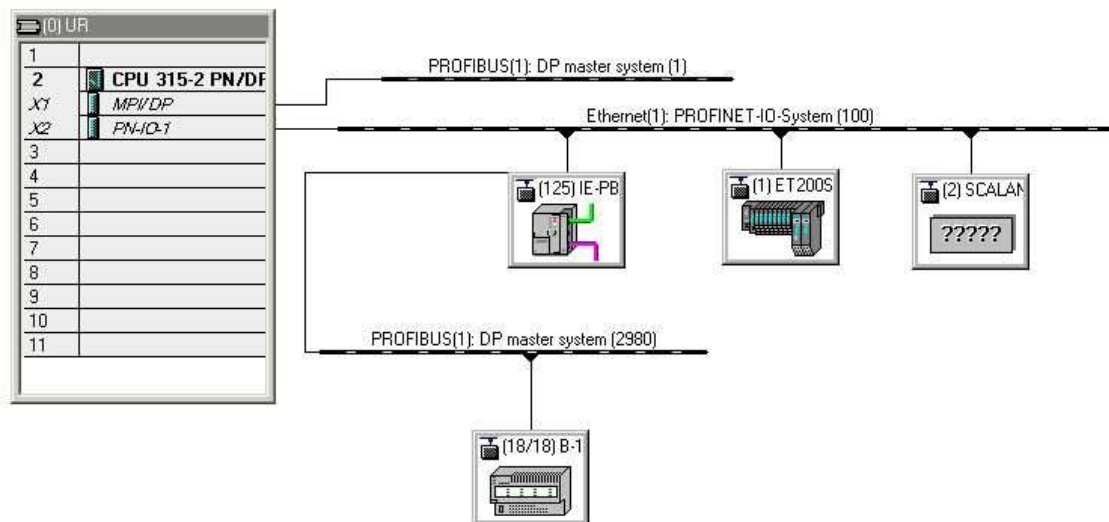 (0) UR
1
2 CPU 315-2 PN/DP
X1 MPI/DP
X2 PN-IO-1
3
4
5
6
7
8
9
10
11
PROFIBUS(1): DP master system (1)
Ethernet(1): PROFINET-IO-System (100)
(125) IE-PB
(1) ET200S
(2) SCALAN
?????
PROFIBUS(1): DP master system (2980)
(18/18) B-1